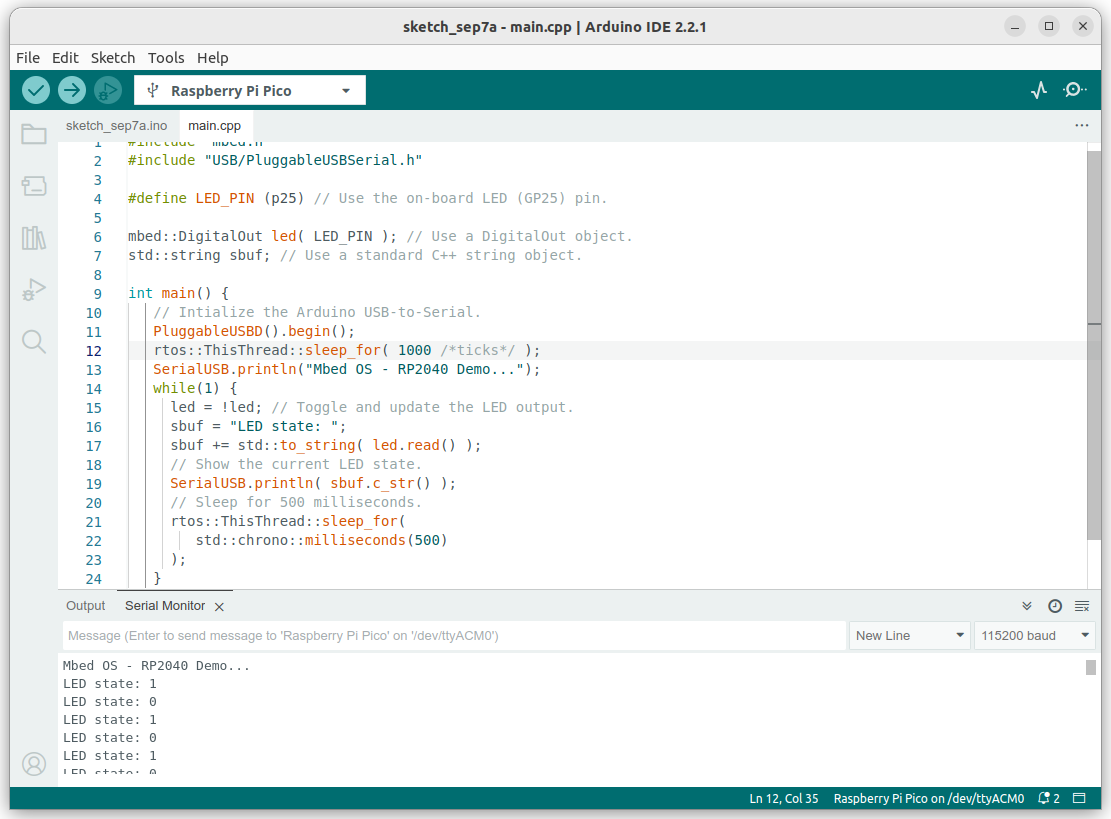 sketch_sep7a - main.cpp | Arduino IDE 2.2.1
File Edit Sketch Tools Help
Raspberry Pi Pico
sketch_sep7a.ino main.cpp
1 #include "mbed.h"
2 #include "USB/PluggableUSBSerial.h"
3
4 #define LED_PIN (p25) // Use the on-board LED (GP25) pin.
5
6 mbed::DigitalOut led( LED_PIN ); // Use a DigitalOut object.
7 std::string sbuf; // Use a standard C++ string object.
8
9 int main() {
10 // Intialize the Arduino USB-to-Serial.
11 PluggableUSBD().begin();
12 rtos::ThisThread::sleep_for( 1000 /*ticks*/ );
13 SerialUSB.println("Mbed OS - RP2040 Demo...");
14 while(1) {
15 led = !led; // Toggle and update the LED output.
16 sbuf = "LED state: ";
17 sbuf += std::to_string( led.read() );
18 // Show the current LED state.
19 SerialUSB.println( sbuf.c_str() );
20 // Sleep for 500 milliseconds.
21 rtos::ThisThread::sleep_for(
22 std::chrono::milliseconds(500)
23 );
24 }
Output Serial Monitor
Message (Enter to send message to 'Raspberry Pi Pico' on '/dev/ttyACM0') New Line 115200 baud
Mbed OS - RP2040 Demo...
LED state: 1
LED state: 0
LED state: 1
LED state: 0
LED state: 1
LED state: 0
Ln 12, Col 35 Raspberry Pi Pico on /dev/ttyACM0 2